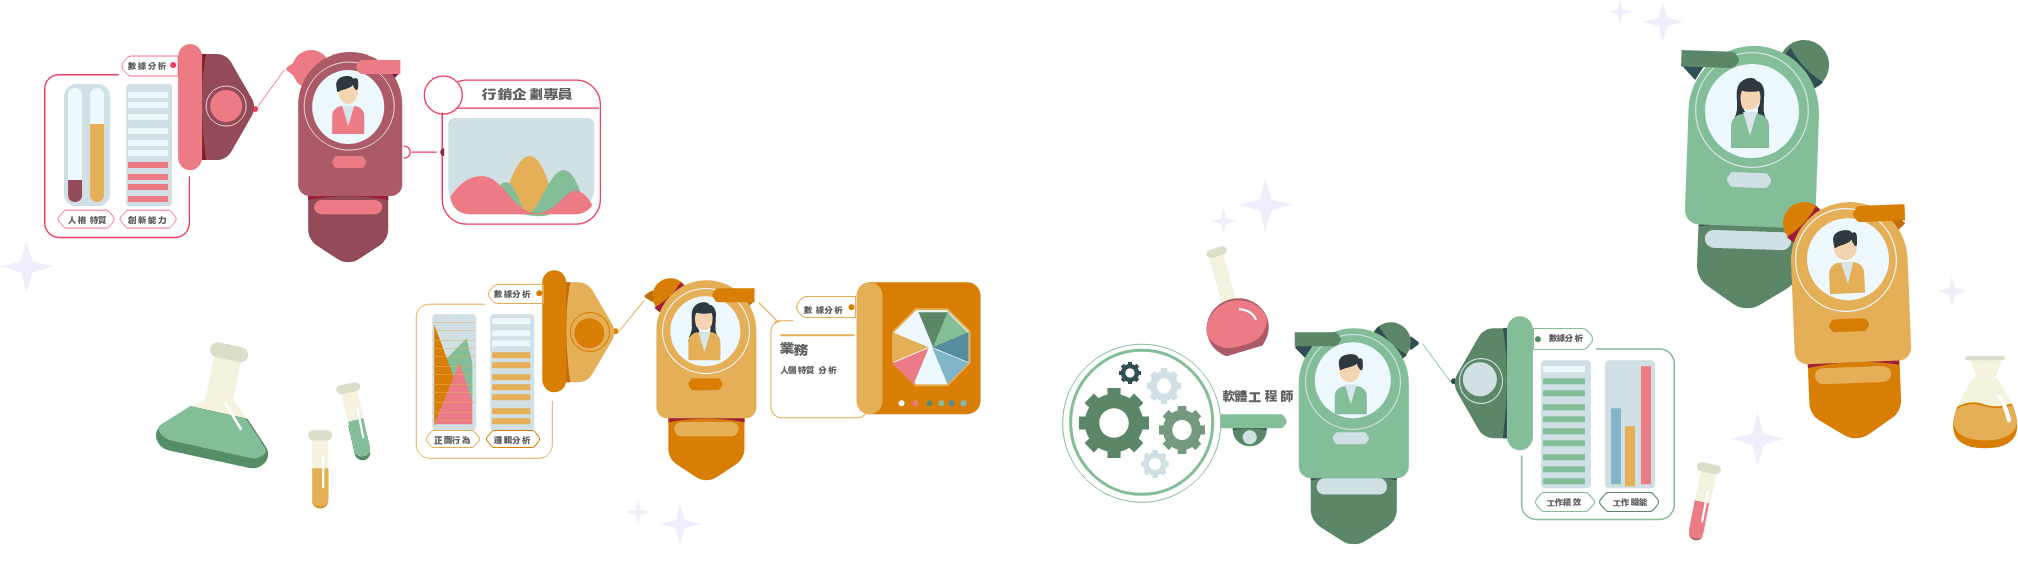 數據分析
人格特質
創新能力
行銷企劃專員
數據分析
正面行為
邏輯分析
數據分析
業務
人個特質 分析
軟體工程師
數據分析
工作績效
工作職能